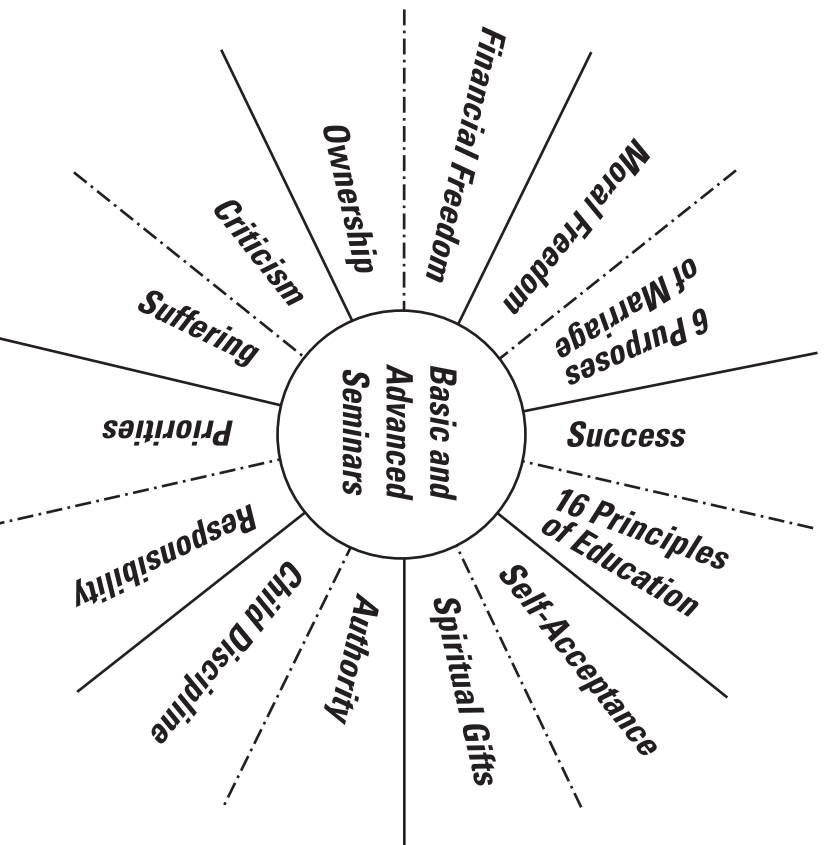 Basic and
Advanced
Seminars
Financial Freedom
Moral Freedom
6 Purposes
of Marriage
Success
16 Principles
of Education
Self-Acceptance
Spiritual Gifts
Authority
Child Discipline
Responsibility
Priorities
Suffering
Criticism
Ownership